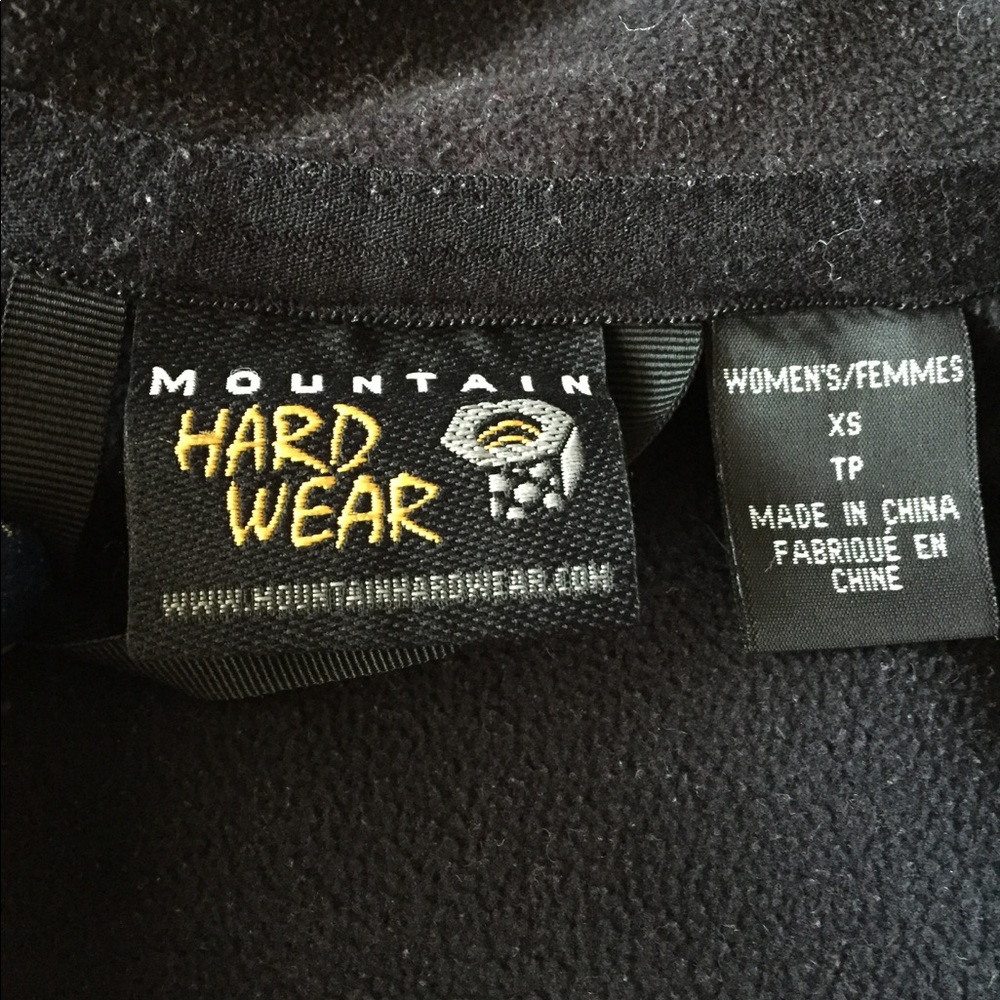 MOUNTAIN
HARD
WEAR
WWW.MOUNTAINHARDWEAR.COM
WOMEN'S/FEMMES
XS
TP
MADE IN CHINA
FABRIQUÉ EN
CHINE